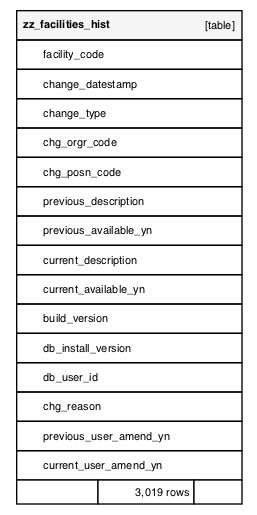 zz_facilities_hist [table]
facility_code
change_datestamp
change_type
chg_orgr_code
chg_posn_code
previous_description
previous_available_yn
current_description
current_available_yn
build_version
db_install_version
db_user_id
chg_reason
previous_user_amend_yn
current_user_amend_yn
3,019 rows